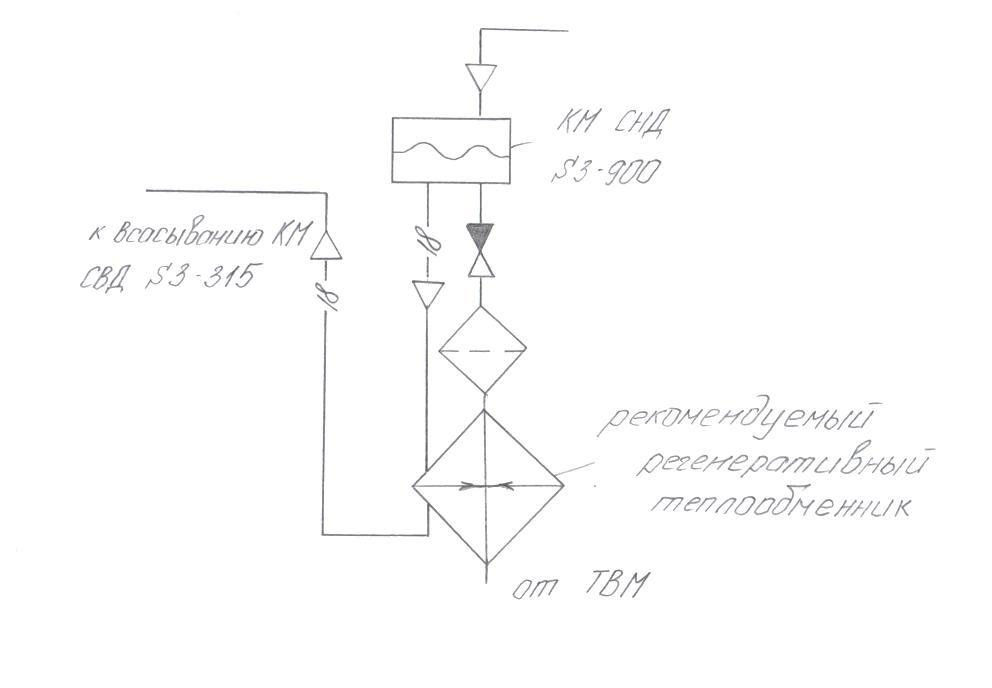 КМ СНД
S3-900
18
к всасыванию КМ
СВД S3-315
18
рекомендуемый
регенеративный
теплообменник
от ТВМ